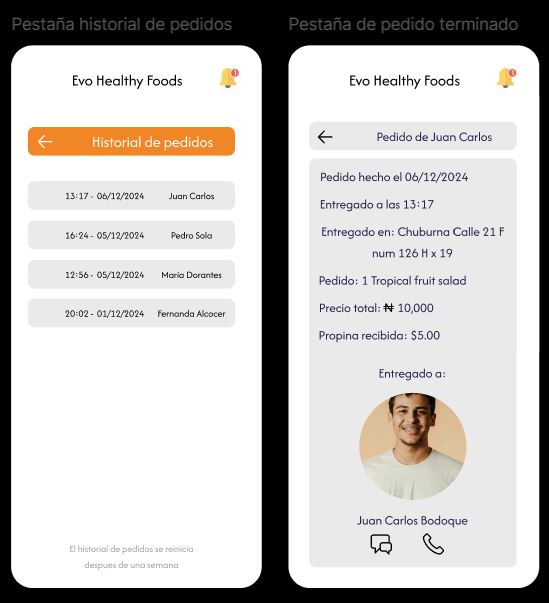 Pestaña historial de pedidos
Evo Healthy Foods
1
Historial de pedidos
13:17 - 06/12/2024 Juan Carlos
16:24 - 05/12/2024 Pedro Sola
12:56 - 05/12/2024 María Dorantes
20:02 - 01/12/2024 Fernanda Alcocer
El historial de pedidos se reinicia
despues de una semana
Pestaña de pedido terminado
Evo Healthy Foods
1
Pedido de Juan Carlos
Pedido hecho el 06/12/2024
Entregado a las 13:17
Entregado en: Chuburna Calle 21 F
num 126 H x 19
Pedido: 1 Tropical fruit salad
Precio total: ₦ 10,000
Propina recibida: $5.00
Entregado a:
Juan Carlos Bodoque